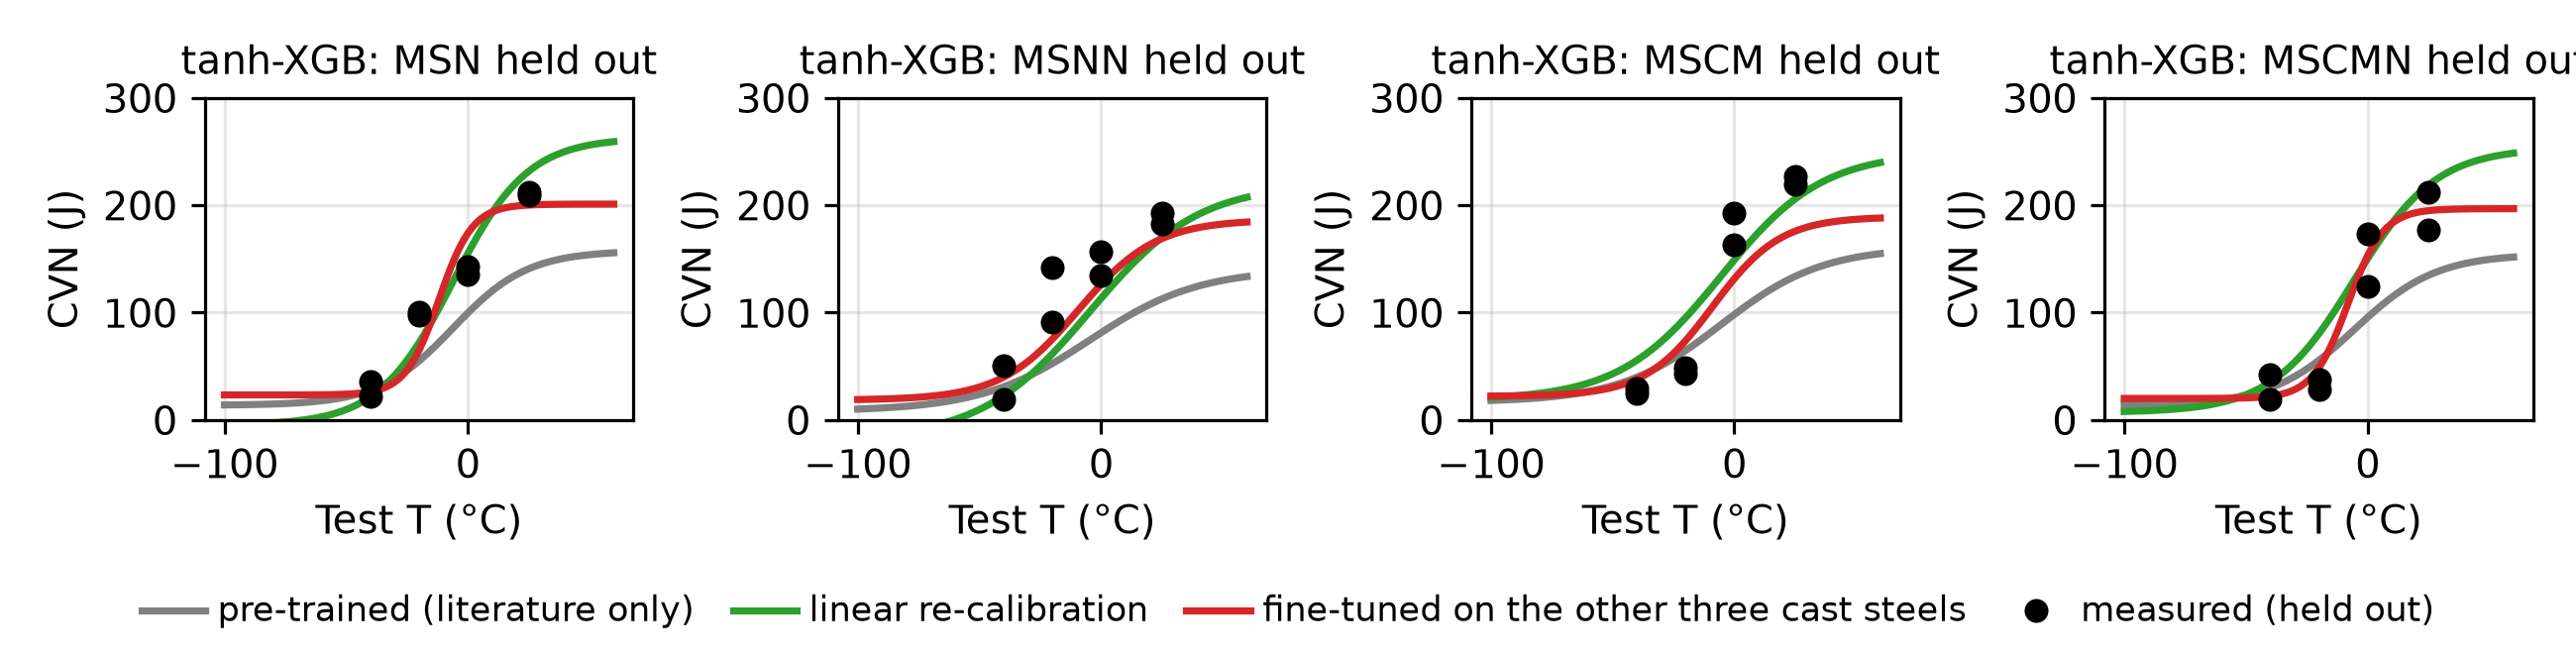 tanh-XGB: MSN held out
300
200
100
0
CVN (J)
−100
0
Test T (°C)
tanh-XGB: MSNN held out
300
200
100
0
CVN (J)
−100
0
Test T (°C)
tanh-XGB: MSCM held out
300
200
100
0
CVN (J)
−100
0
Test T (°C)
tanh-XGB: MSCMN held ou
300
200
100
0
CVN (J)
−100
0
Test T (°C)
pre-trained (literature only)
linear re-calibration
fine-tuned on the other three cast steels
measured (held out)